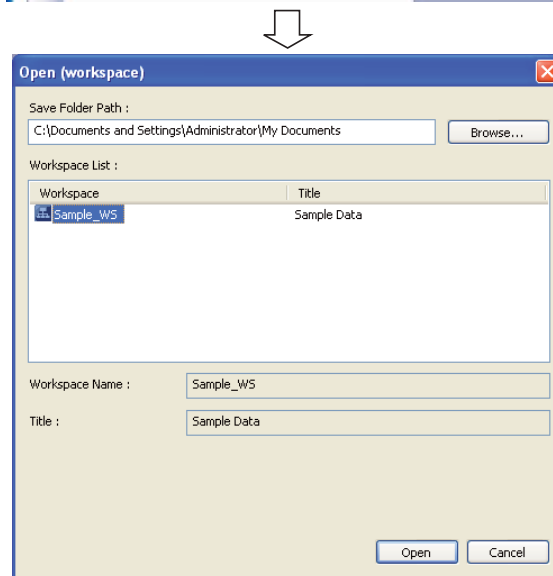 Open (workspace)
Save Folder Path :
C:\Documents and Settings\Administrator\My Documents
Browse...
Workspace List :
Workspace Title
Sample_WS Sample Data
Workspace Name : Sample_WS
Title : Sample Data
Open Cancel